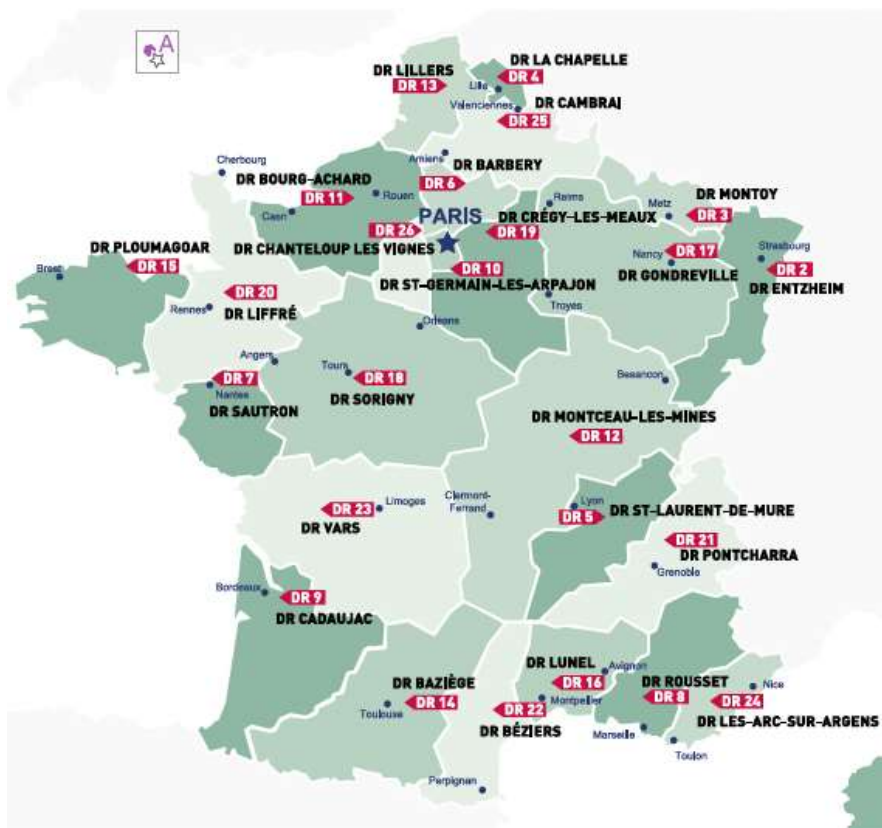 A
DR LA CHAPELLE
DR LILLERS
DR 4
DR 13
Lille
DR CAMBRAI
Valenciennes
DR 25
Amiens
DR BARBERY
Cherbourg
DR BOURG-ACHARD
DR 6
DR 11
Rouen
Reims
Metz
DR MONTOY
Caen
PARÍS
DR CRÉGY-LES-MEAUX
DR 3
DR 26
DR 19
DR PLOUMAGOAR
DR CHANTELOUP LES VIGNES
Nancy
DR 17
Strasbourg
Brest
DR 15
DR 10
DR GONDREVILLE
DR 2
DR ST-GERMAIN-LES-ARPAJON
DR ENTZHEIM
DR 20
Rennes
DR LIFFRÉ
Troyes
Orléans
Angers
Tours
DR 7
DR 18
Besancon
Nantes
DR SAUTRON
DR SORIGNY
DR MONTCEAU-LES-MINES
DR 12
Clermont-
Ferrand
DR 23
Limoges
Lyon
DR ST-LAURENT-DE-MURE
DR VARS
DR 5
DR 21
DR PONTCHARRA
Grenoble
Bordeaux
DR 9
DR CADAUJAC
DR LUNEL
Avignon
DR BAZIÈGE
DR 16
DR ROUSSET
Nice
DR 14
DR 22
Montpellier
DR 8
DR 24
Toulouse
DR BÉZIERS
DR LES-ARC-SUR-ARGENS
Marseille
Toulon
Perpignan